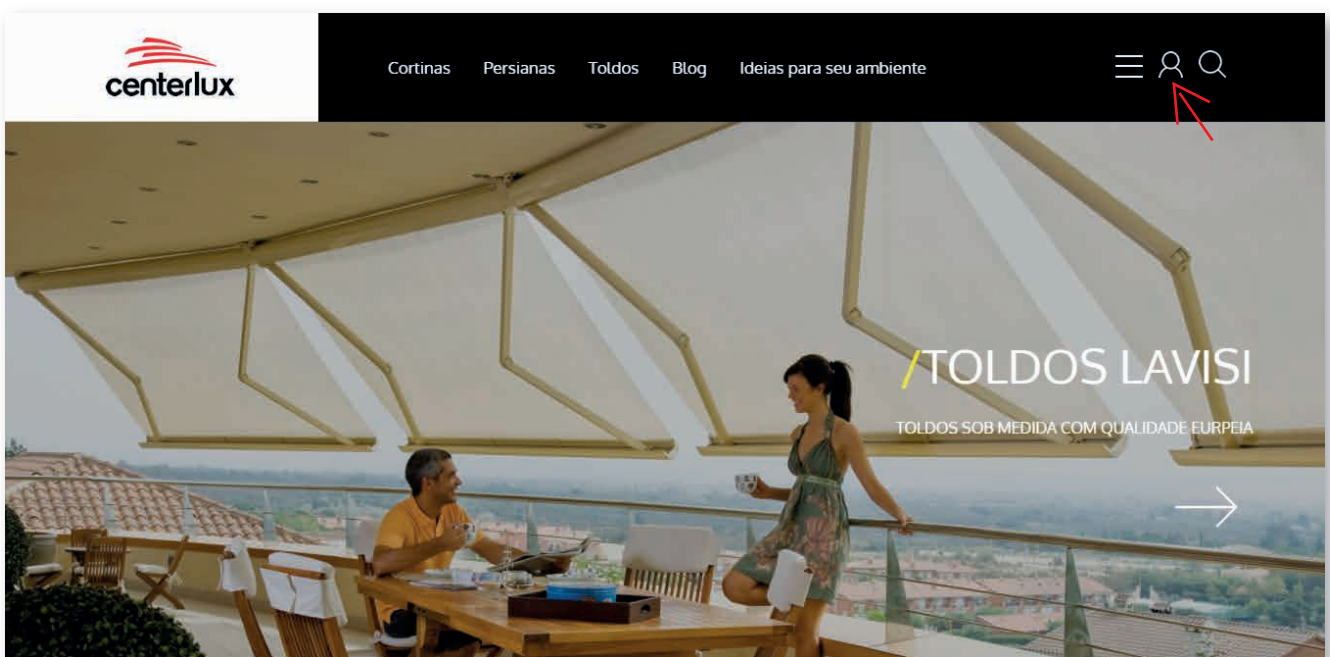 centerlux
Cortinas Persianas Toldos Blog Ideias para seu ambiente
/TOLDOS LAVISI
TOLDOS SOB MEDIDA COM QUALIDADE EURPEIA